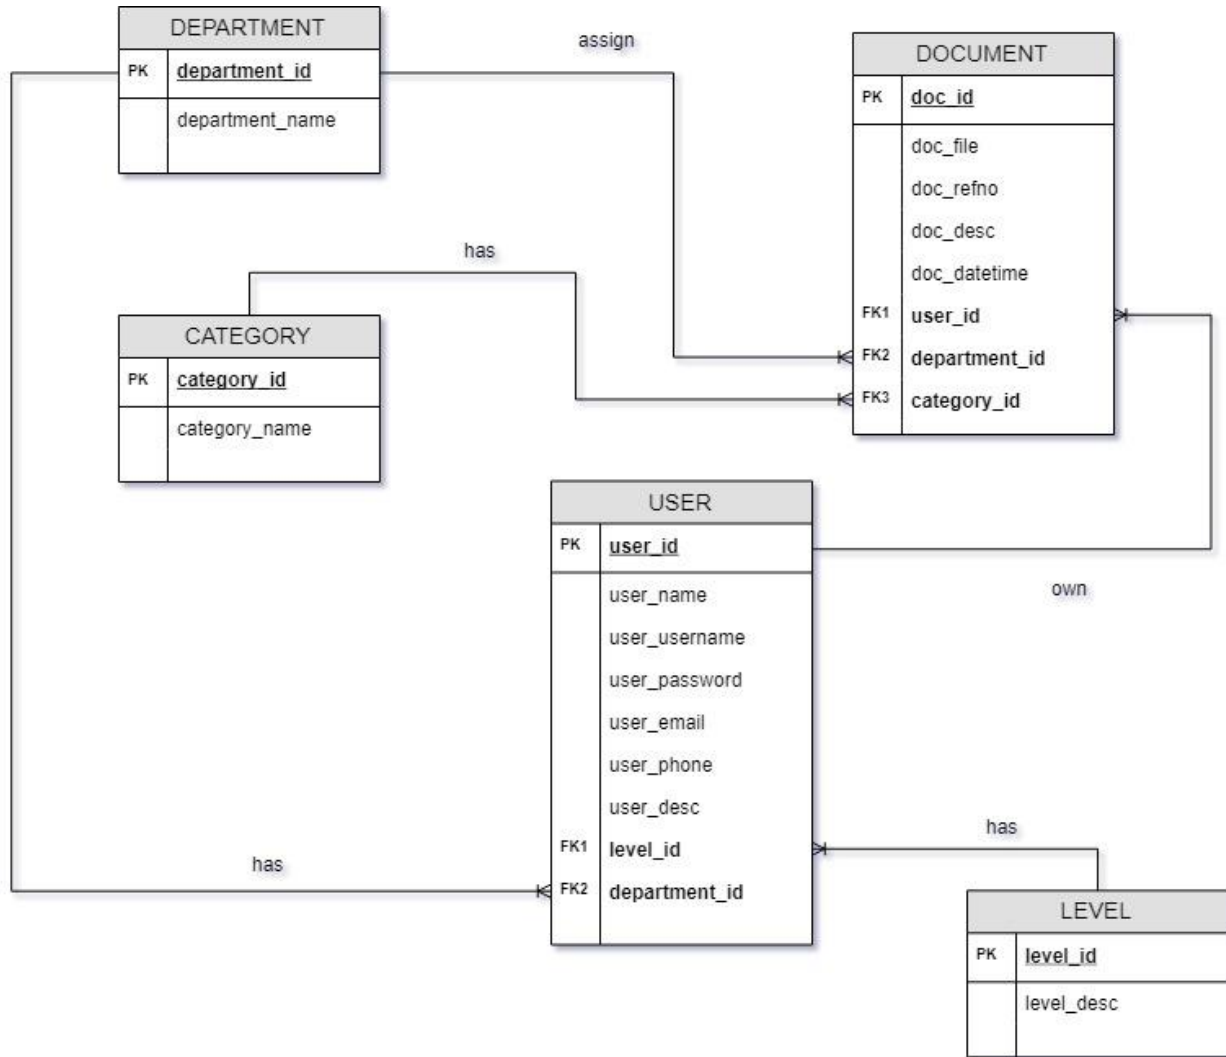 DEPARTMENT
PK department_id
department_name
assign
DOCUMENT
PK doc_id
doc_file
doc_refno
doc_desc
doc_datetime
FK1 user_id
FK2 department_id
FK3 category_id
has
CATEGORY
PK category_id
category_name
USER
PK user_id
user_name
user_username
user_password
user_email
user_phone
user_desc
FK1 level_id
FK2 department_id
own
has
has
LEVEL
PK level_id
level_desc